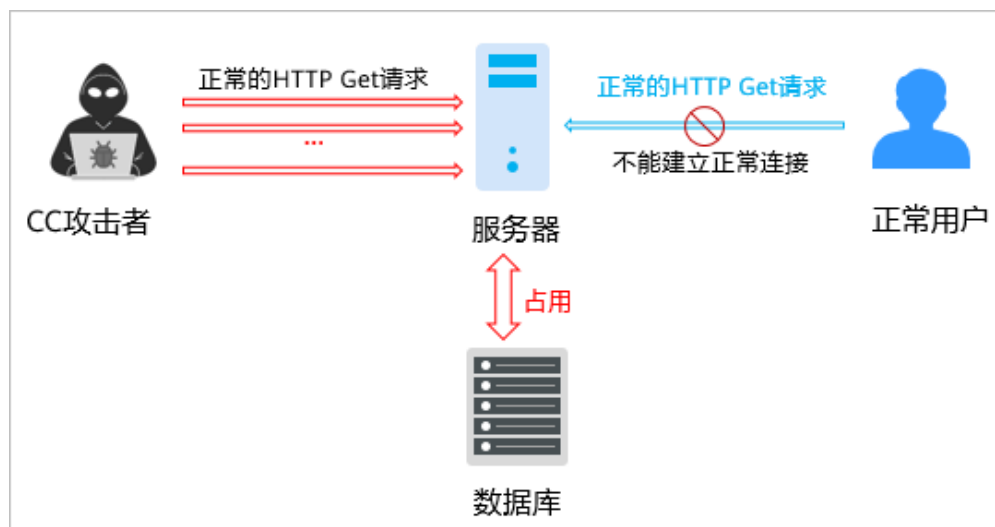 正常的HTTP Get请求
正常的HTTP Get请求
...
不能建立正常连接
CC攻击者
服务器
正常用户
占用
数据库